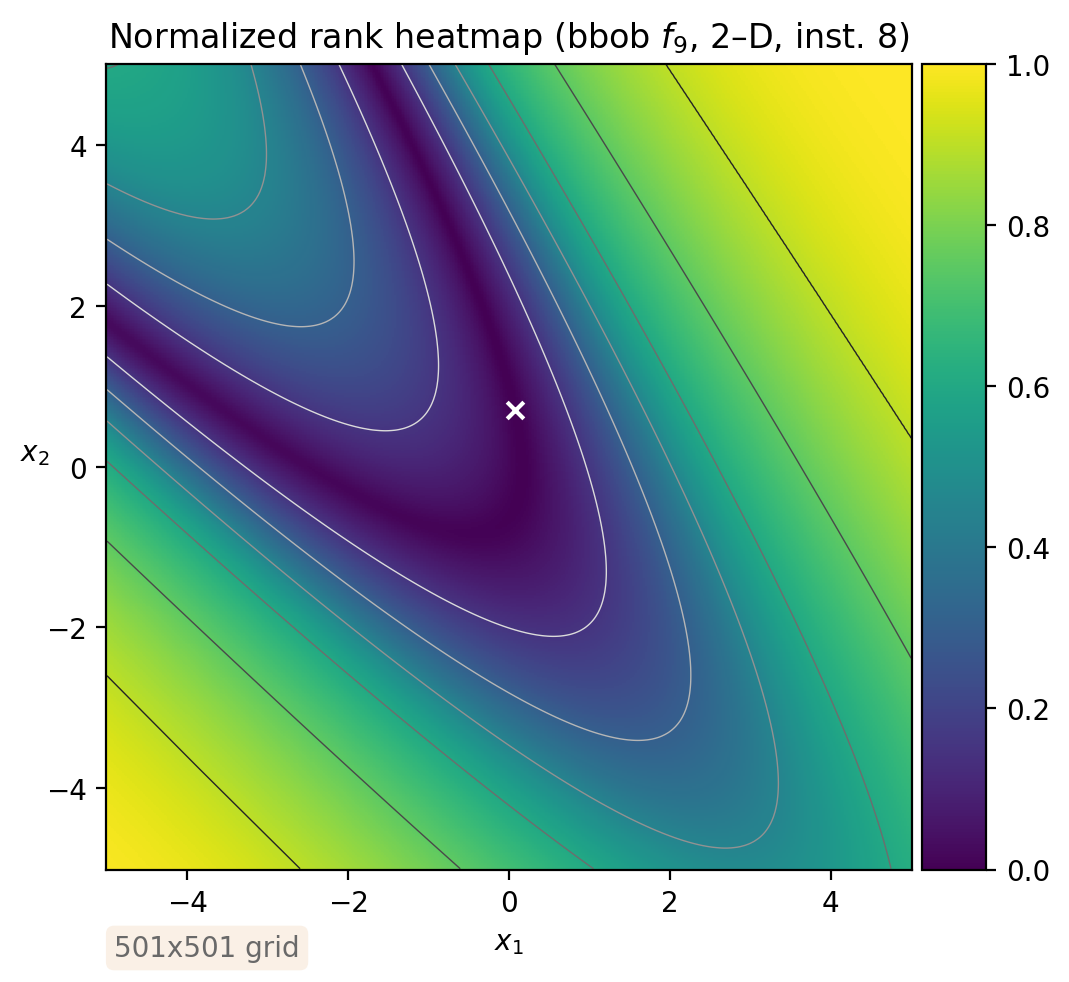 Normalized rank heatmap (bbob f₉, 2–D, inst. 8)
1.0
0.8
0.6
0.4
0.2
0.0
4
2
0
−2
−4
x₂
−4 −2 0 2 4
x₁
501x501 grid